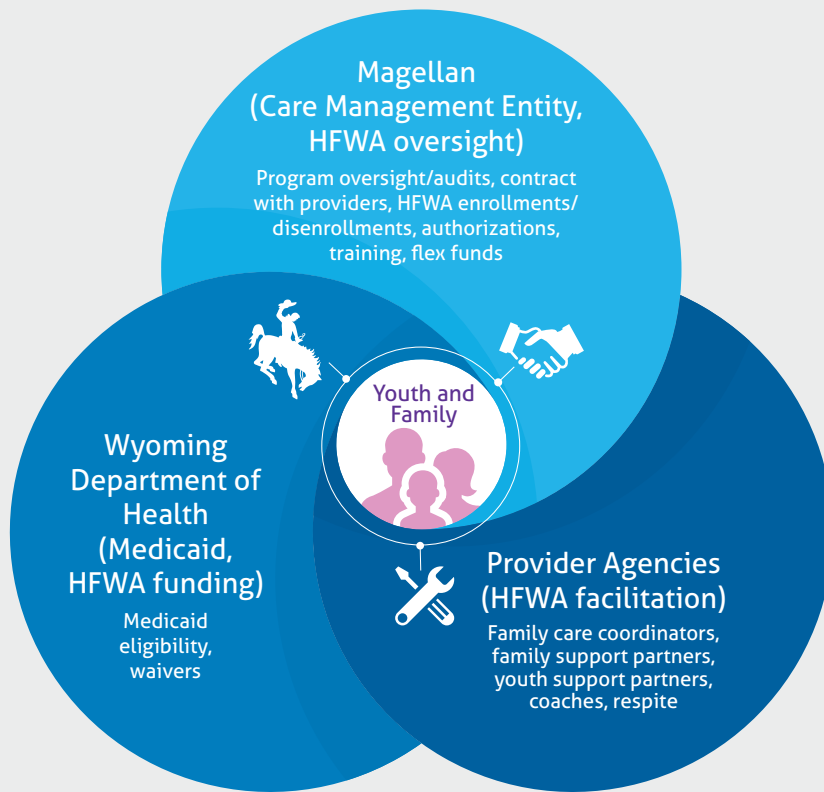 Magellan
(Care Management Entity,
HFWA oversight)
Program oversight/audits, contract
with providers, HFWA enrollments/
disenrollments, authorizations,
training, flex funds
Youth and
Family
Wyoming
Department of
Health
(Medicaid,
HFWA funding)
Medicaid
eligibility,
waivers
Provider Agencies
(HFWA facilitation)
Family care coordinators,
family support partners,
youth support partners,
coaches, respite